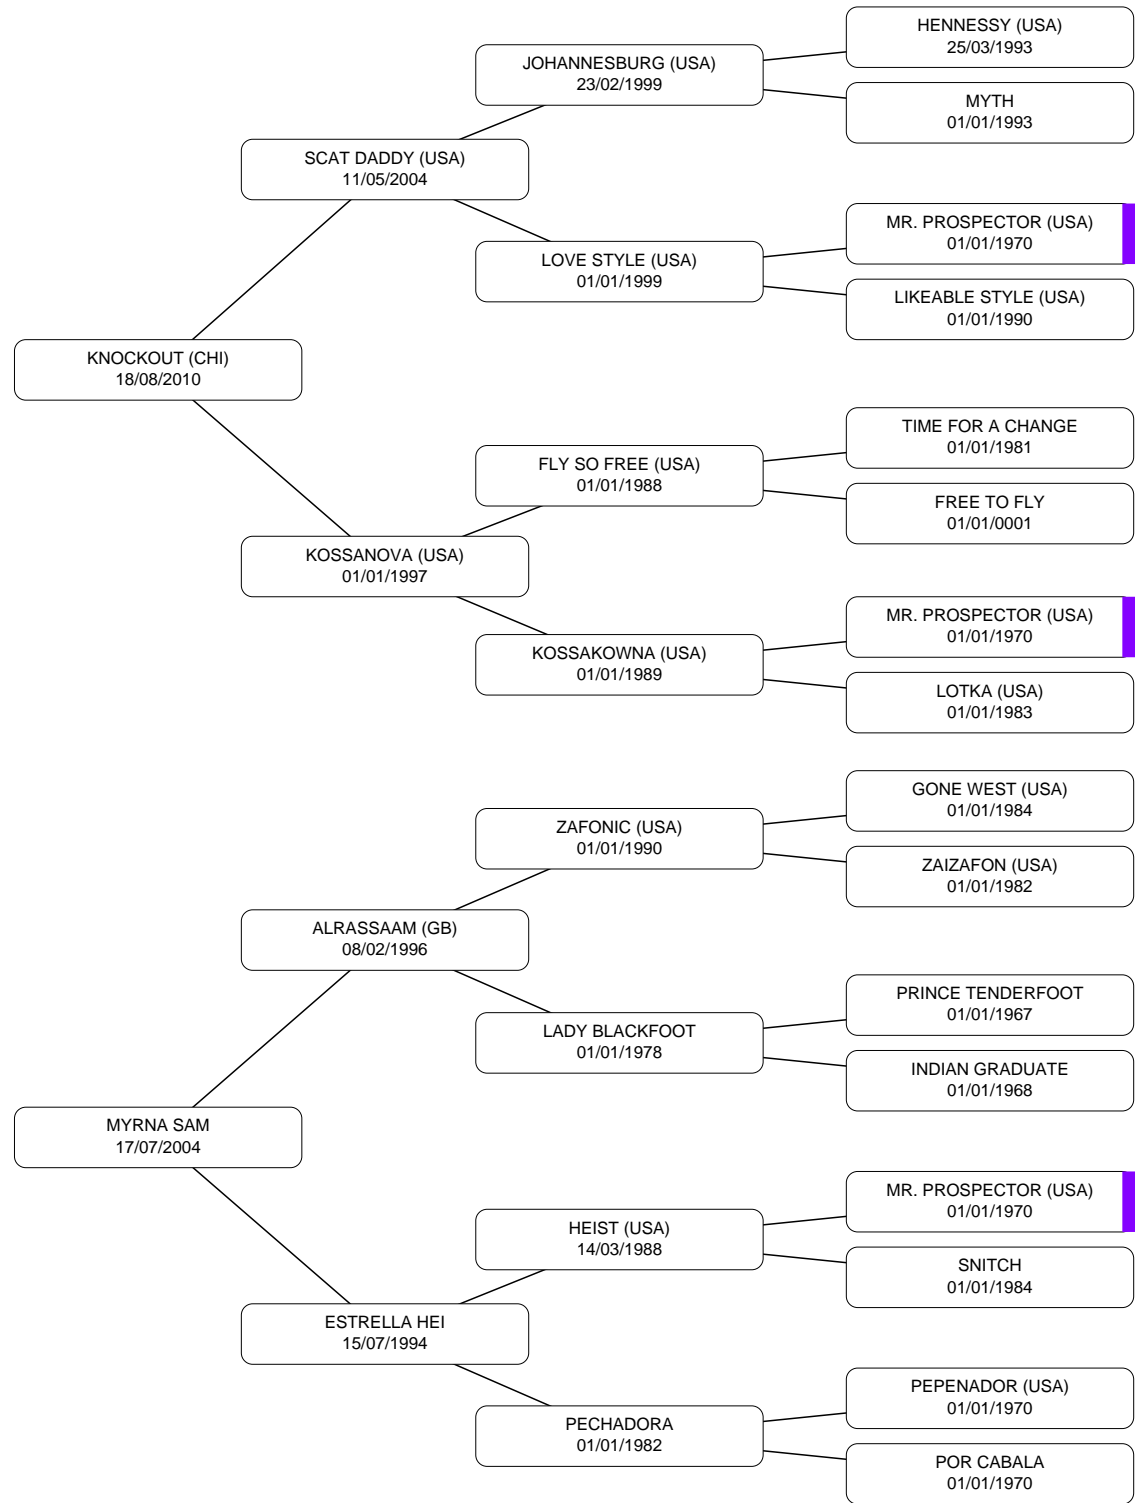 HENNESSY (USA)
25/03/1993
JOHANNESBURG (USA)
23/02/1999
MYTH
01/01/1993
SCAT DADDY (USA)
11/05/2004
MR. PROSPECTOR (USA)
01/01/1970
LOVE STYLE (USA)
01/01/1999
LIKEABLE STYLE (USA)
01/01/1990
KNOCKOUT (CHI)
18/08/2010
TIME FOR A CHANGE
01/01/1981
FLY SO FREE (USA)
01/01/1988
FREE TO FLY
01/01/0001
KOSSANOVA (USA)
01/01/1997
MR. PROSPECTOR (USA)
01/01/1970
KOSSAKOWNA (USA)
01/01/1989
LOTKA (USA)
01/01/1983
GONE WEST (USA)
01/01/1984
ZAFONIC (USA)
01/01/1990
ZAIZAFON (USA)
01/01/1982
ALRASSAAM (GB)
08/02/1996
PRINCE TENDERFOOT
01/01/1967
LADY BLACKFOOT
01/01/1978
INDIAN GRADUATE
01/01/1968
MYRNA SAM
17/07/2004
MR. PROSPECTOR (USA)
01/01/1970
HEIST (USA)
14/03/1988
SNITCH
01/01/1984
ESTRELLA HEI
15/07/1994
PEPENADOR (USA)
01/01/1970
PECHADORA
01/01/1982
POR CABALA
01/01/1970